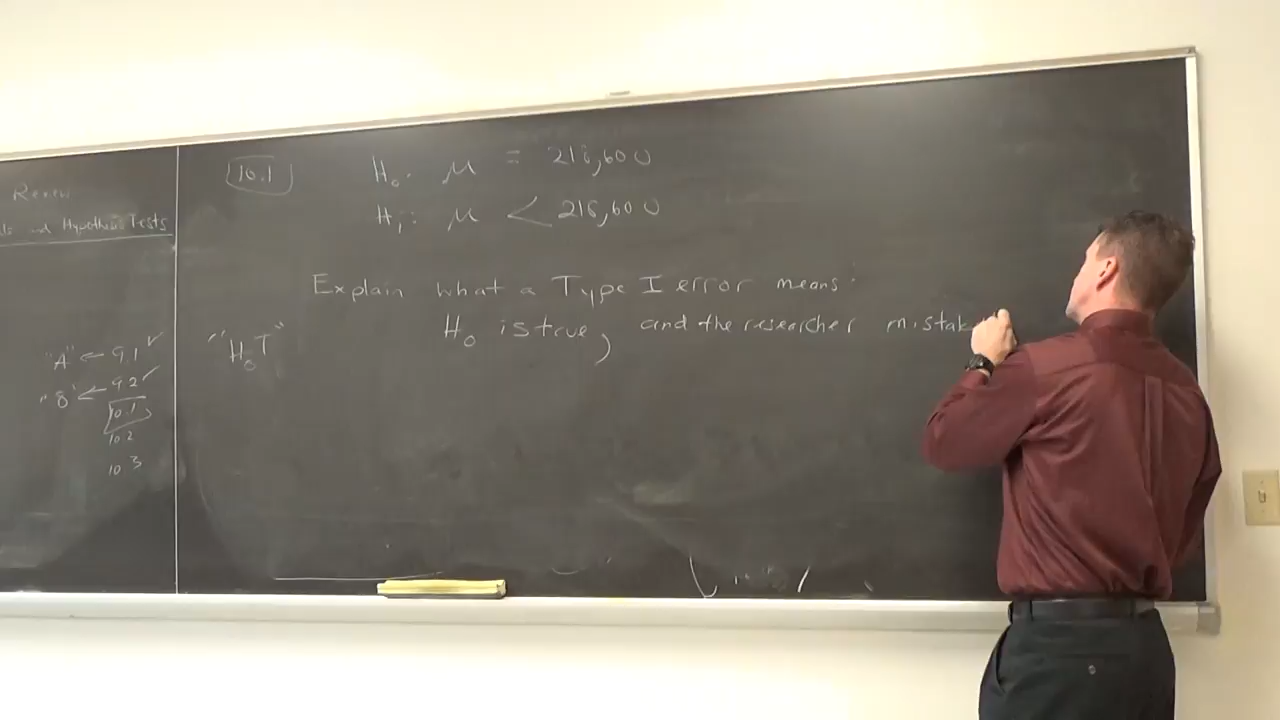 Review
and Hypothesis Tests
"A" ← 9.1 ✓
"B" ← 9.2 ✓
10.1
10.2
10.3
10.1
H₀: μ = 216,600
H₁: μ < 216,600
Explain what a Type I error means:
"H₀T"
H₀ is true, and the researcher mistak